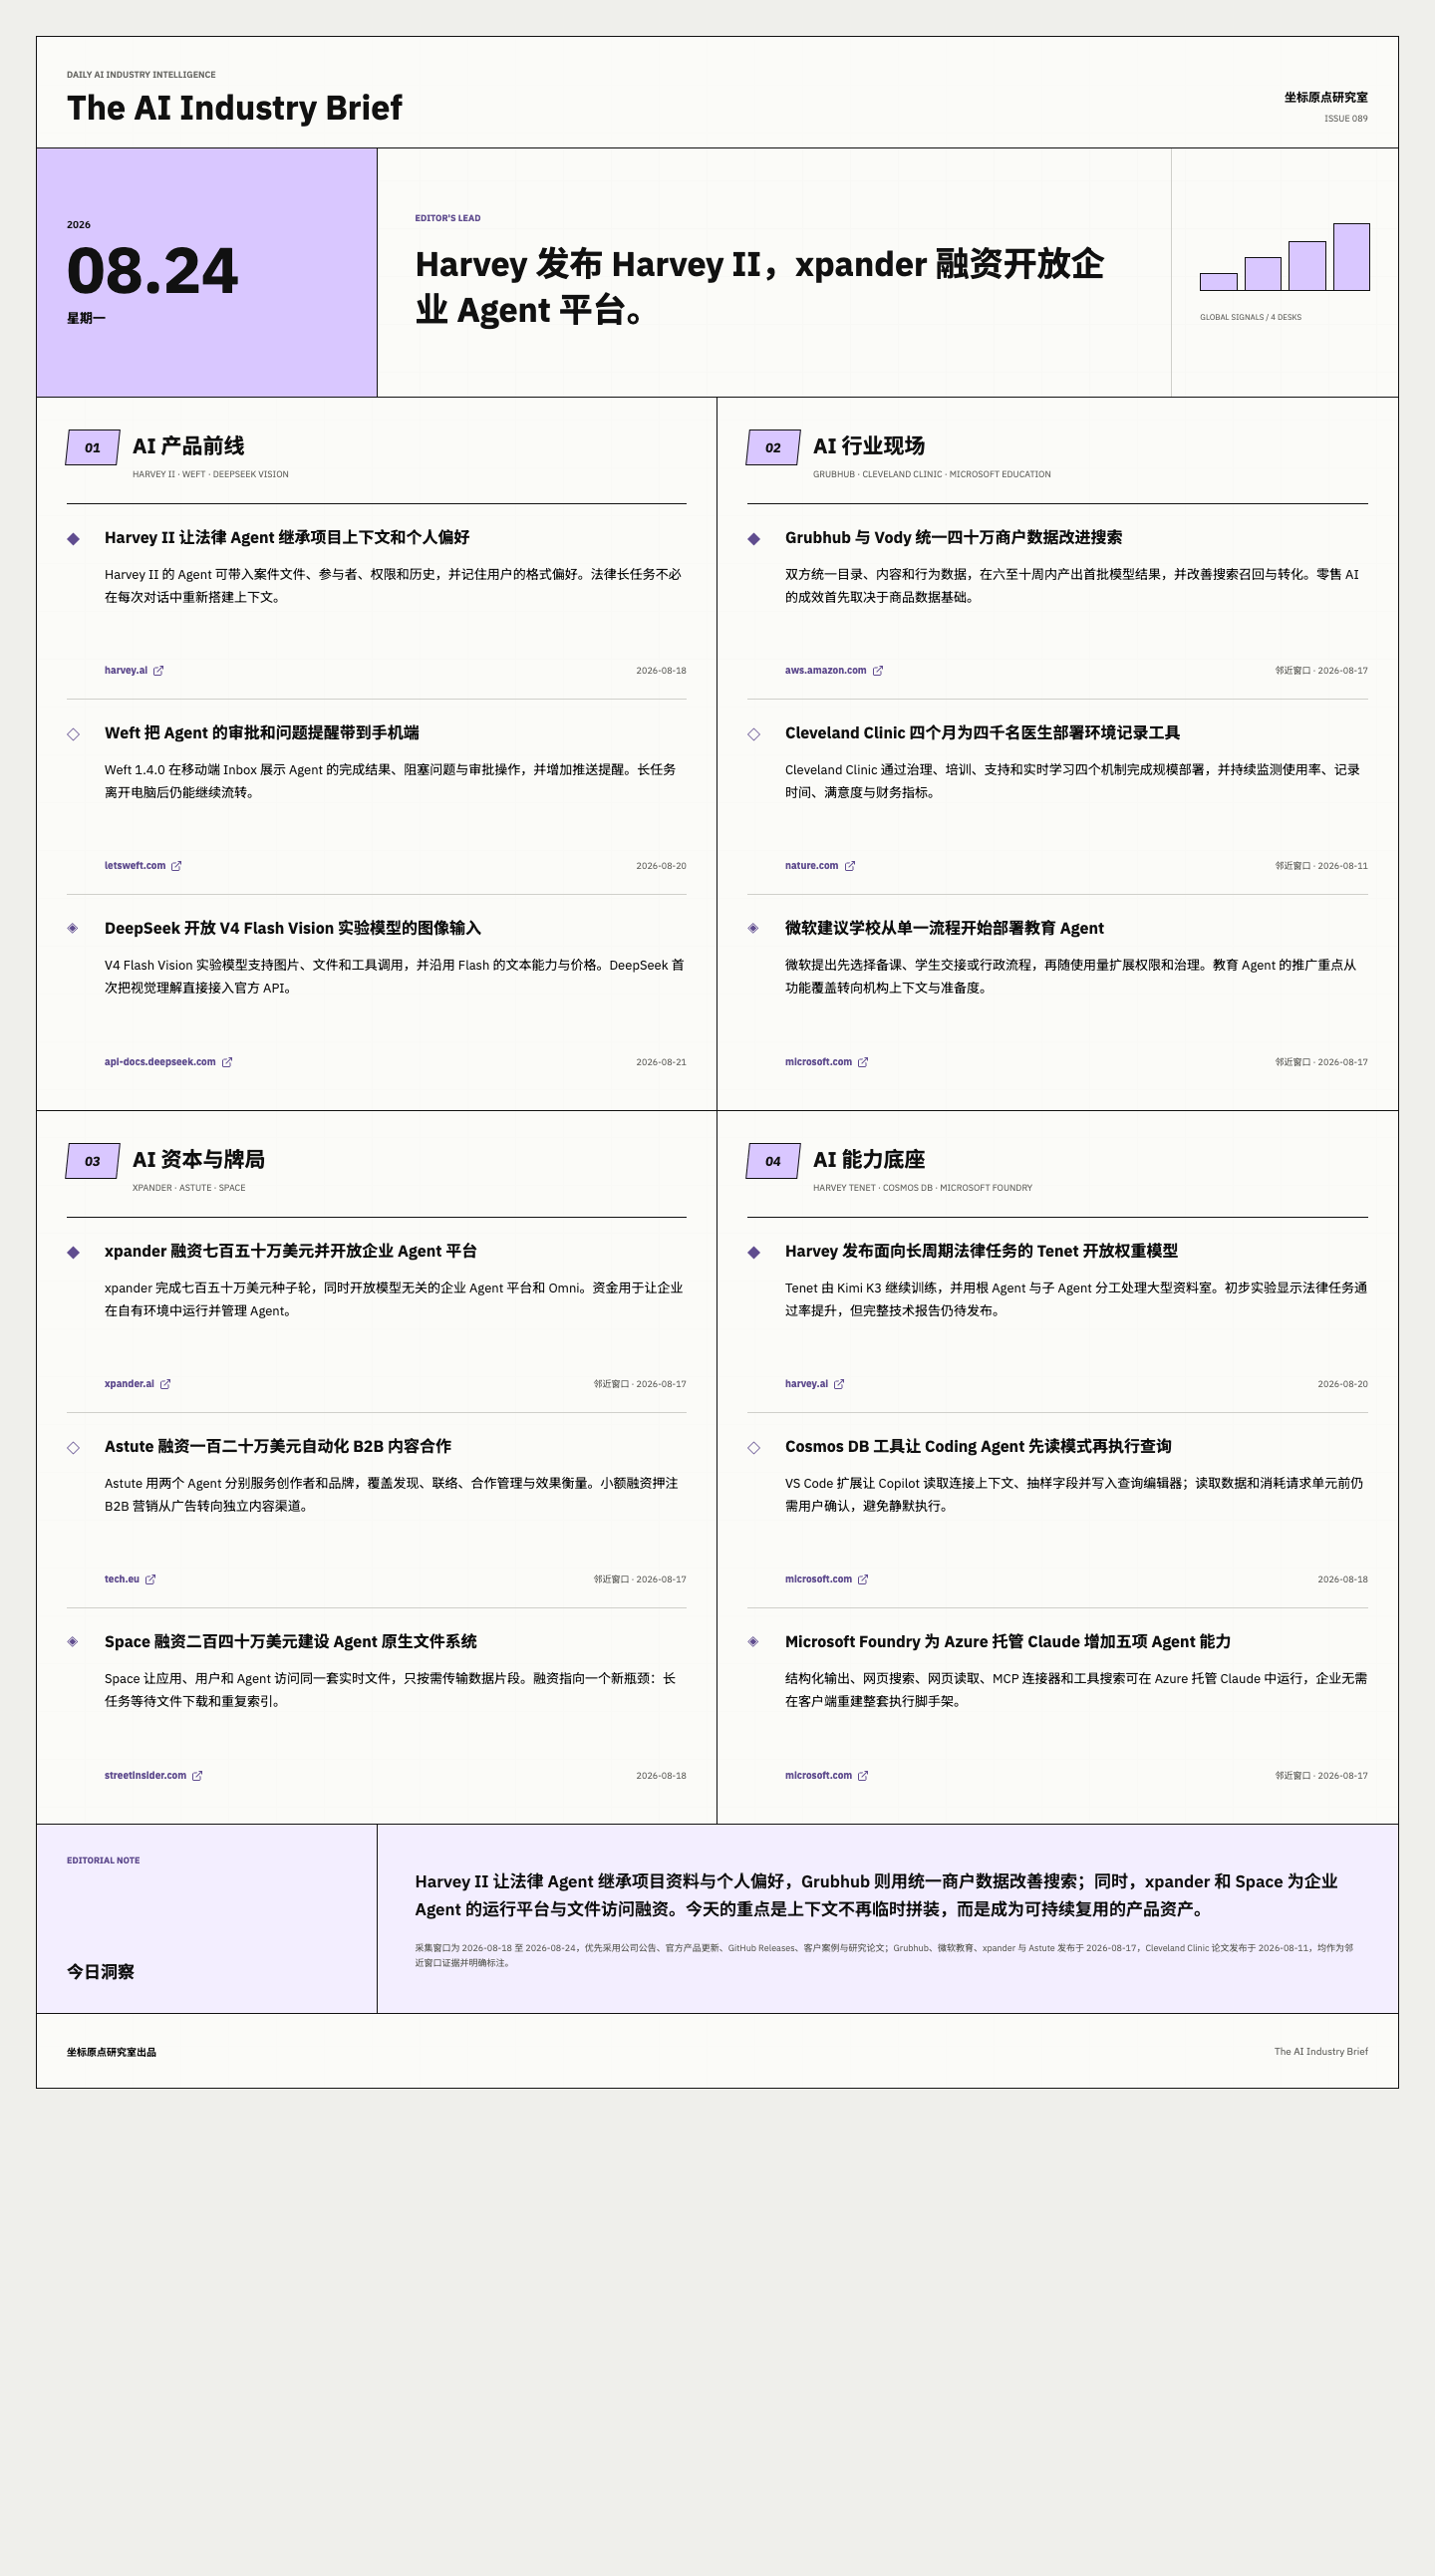 DAILY AI INDUSTRY INTELLIGENCE
The AI Industry Brief
坐标原点研究室
ISSUE 089
2026
08.24
星期一
EDITOR'S LEAD
Harvey 发布 Harvey II，xpander 融资开放企
业 Agent 平台。
GLOBAL SIGNALS / 4 DESKS
01
AI 产品前线
HARVEY II · WEFT · DEEPSEEK VISION
Harvey II 让法律 Agent 继承项目上下文和个人偏好
Harvey II 的 Agent 可带入案件文件、参与者、权限和历史，并记住用户的格式偏好。法律长任务不必
在每次对话中重新搭建上下文。
harvey.ai
2026-08-18
Weft 把 Agent 的审批和问题提醒带到手机端
Weft 1.4.0 在移动端 Inbox 展示 Agent 的完成结果、阻塞问题与审批操作，并增加推送提醒。长任务
离开电脑后仍能继续流转。
letsweft.com
2026-08-20
DeepSeek 开放 V4 Flash Vision 实验模型的图像输入
V4 Flash Vision 实验模型支持图片、文件和工具调用，并沿用 Flash 的文本能力与价格。DeepSeek 首
次把视觉理解直接接入官方 API。
api-docs.deepseek.com
2026-08-21
02
AI 行业现场
GRUBHUB · CLEVELAND CLINIC · MICROSOFT EDUCATION
Grubhub 与 Vody 统一四十万商户数据改进搜索
双方统一目录、内容和行为数据，在六至十周内产出首批模型结果，并改善搜索召回与转化。零售 AI
的成效首先取决于商品数据基础。
aws.amazon.com
邻近窗口 · 2026-08-17
Cleveland Clinic 四个月为四千名医生部署环境记录工具
Cleveland Clinic 通过治理、培训、支持和实时学习四个机制完成规模部署，并持续监测使用率、记录
时间、满意度与财务指标。
nature.com
邻近窗口 · 2026-08-11
微软建议学校从单一流程开始部署教育 Agent
微软提出先选择备课、学生交接或行政流程，再随使用量扩展权限和治理。教育 Agent 的推广重点从
功能覆盖转向机构上下文与准备度。
microsoft.com
邻近窗口 · 2026-08-17
03
AI 资本与牌局
XPANDER · ASTUTE · SPACE
xpander 融资七百五十万美元并开放企业 Agent 平台
xpander 完成七百五十万美元种子轮，同时开放模型无关的企业 Agent 平台和 Omni。资金用于让企业
在自有环境中运行并管理 Agent。
xpander.ai
邻近窗口 · 2026-08-17
Astute 融资一百二十万美元自动化 B2B 内容合作
Astute 用两个 Agent 分别服务创作者和品牌，覆盖发现、联络、合作管理与效果衡量。小额融资押注
B2B 营销从广告转向独立内容渠道。
tech.eu
邻近窗口 · 2026-08-17
Space 融资二百四十万美元建设 Agent 原生文件系统
Space 让应用、用户和 Agent 访问同一套实时文件，只按需传输数据片段。融资指向一个新瓶颈：长
任务等待文件下载和重复索引。
streetinsider.com
2026-08-18
04
AI 能力底座
HARVEY TENET · COSMOS DB · MICROSOFT FOUNDRY
Harvey 发布面向长周期法律任务的 Tenet 开放权重模型
Tenet 由 Kimi K3 继续训练，并用根 Agent 与子 Agent 分工处理大型资料室。初步实验显示法律任务通
过率提升，但完整技术报告仍待发布。
harvey.ai
2026-08-20
Cosmos DB 工具让 Coding Agent 先读模式再执行查询
VS Code 扩展让 Copilot 读取连接上下文、抽样字段并写入查询编辑器；读取数据和消耗请求单元前仍
需用户确认，避免静默执行。
microsoft.com
2026-08-18
Microsoft Foundry 为 Azure 托管 Claude 增加五项 Agent 能力
结构化输出、网页搜索、网页读取、MCP 连接器和工具搜索可在 Azure 托管 Claude 中运行，企业无需
在客户端重建整套执行脚手架。
microsoft.com
邻近窗口 · 2026-08-17
EDITORIAL NOTE
今日洞察
Harvey II 让法律 Agent 继承项目资料与个人偏好，Grubhub 则用统一商户数据改善搜索；同时，xpander 和 Space 为企业
Agent 的运行平台与文件访问融资。今天的重点是上下文不再临时拼装，而是成为可持续复用的产品资产。
采集窗口为 2026-08-18 至 2026-08-24，优先采用公司公告、官方产品更新、GitHub Releases、客户案例与研究论文；Grubhub、微软教育、xpander 与 Astute 发布于 2026-08-17，Cleveland Clinic 论文发布于 2026-08-11，均作为邻
近窗口证据并明确标注。
坐标原点研究室出品
The AI Industry Brief